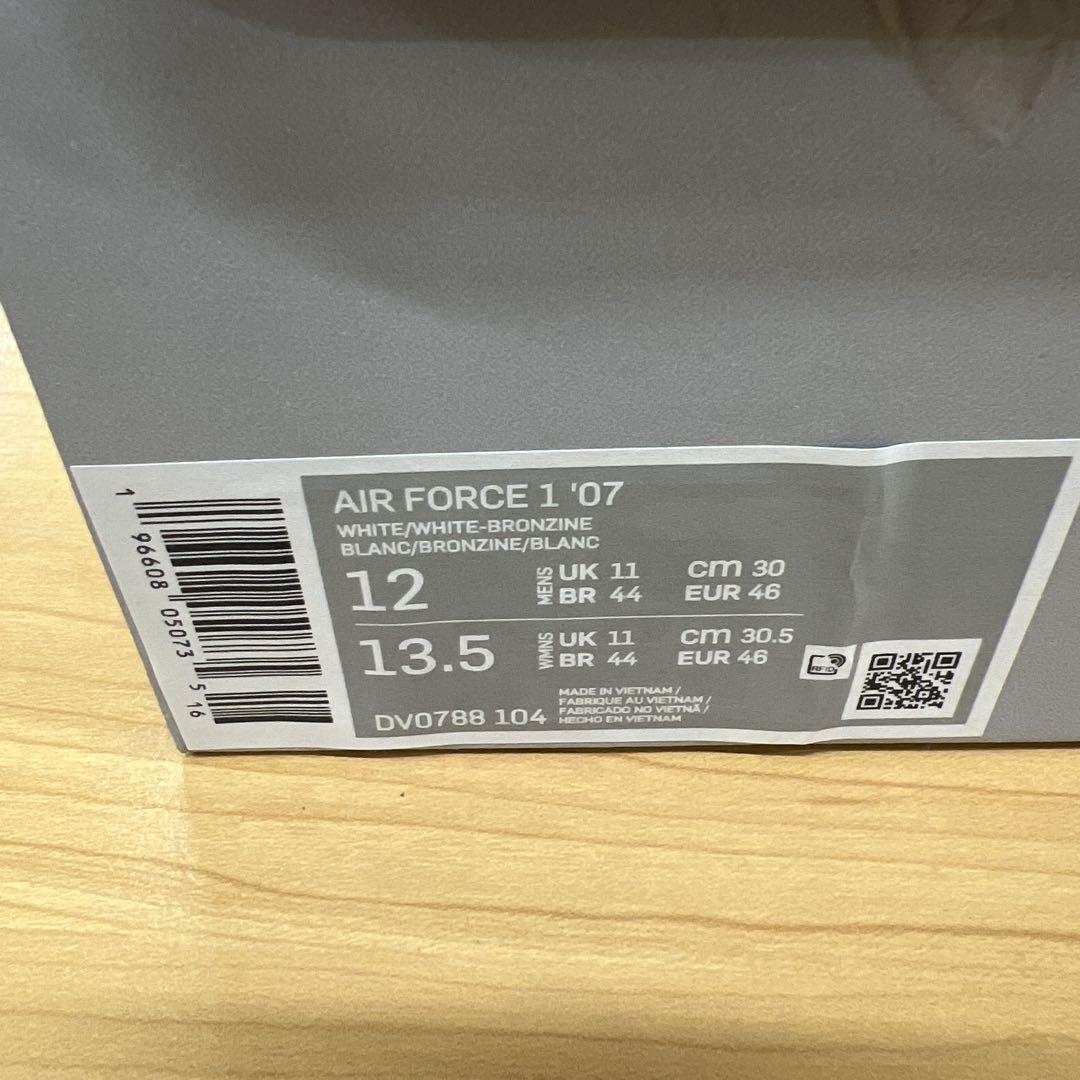 AIR FORCE 1 '07
WHITE/WHITE-BRONZINE
BLANC/BRONZINE/BLANC
12 MENS UK 11 cm 30
BR 44 EUR 46
13.5 WMNS UK 11 cm 30.5
BR 44 EUR 46
RFID
DV0788 104
MADE IN VIETNAM /
FABRIQUE AU VIETNAM /
FABRICADO NO VIETNÃ /
HECHO EN VIETNAM
1 96608 05073 5 16